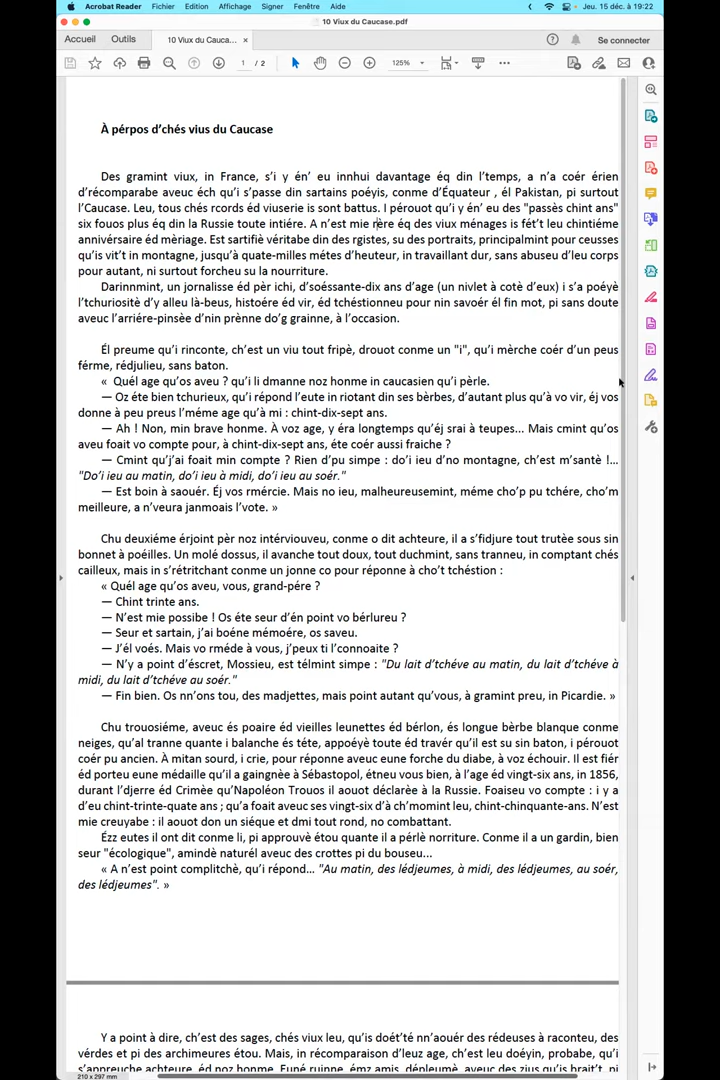 Acrobat Reader Fichier Edition Affichage Signer Fenêtre Aide Jeu. 15 déc. à 19:22
10 Viux du Caucase.pdf
Accueil Outils 10 Viux du Cauca... × Se connecter
1 / 2 125%
À pérpos d'chés vius du Caucase
Des gramint viux, in France, s'i y én' eu innhui davantage éq din l'temps, a n'a coér érien
d'récomparabe aveuc éch qu'i s'passe din sartains poéyis, conme d'Équateur , él Pakistan, pi surtout
l'Caucase. Leu, tous chés rcords éd viuserie is sont battus. I pérouot qu'i y én' eu des "passès chint ans"
six fouos plus éq din la Russie toute intiére. A n'est mie rère éq des viux ménages is fét't leu chintiéme
annivérsaire éd mèriage. Est sartifiè véritabe din des rgistes, su des portraits, principalmint pour ceusses
qu'is vit't in montagne, jusqu'à quate-milles métes d'heuteur, in travaillant dur, sans abuseu d'leu corps
pour autant, ni surtout forcheu su la nourriture.
Darinnmint, un jornalisse éd pèr ichi, d'soéssante-dix ans d'age (un nivlet à cotè d'eux) i s'a poéyè
l'tchuriositè d'y alleu là-beus, histoére éd vir, éd tchéstionneu pour nin savoér él fin mot, pi sans doute
aveuc l'arriére-pinsèe d'nin prènne do'g grainne, à l'occasion.
Él preume qu'i rinconte, ch'est un viu tout fripè, drouot conme un "i", qu'i mèrche coér d'un peus
férme, rédjulieu, sans baton.
« Quél age qu'os aveu ? qu'i li dmanne noz honme in caucasien qu'i pèrle.
— Oz éte bien tchurieux, qu'i répond l'eute in riotant din ses bèrbes, d'autant plus qu'à vo vir, éj vos
donne à peu preus l'méme age qu'à mi : chint-dix-sept ans.
— Ah ! Non, min brave honme. À voz age, y éra longtemps qu'éj srai à teupes... Mais cmint qu'os
aveu foait vo compte pour, à chint-dix-sept ans, éte coér aussi fraiche ?
— Cmint qu'j'ai foait min compte ? Rien d'pu simpe : do'i ieu d'no montagne, ch'est m'santè !...
"Do'i ieu au matin, do'i ieu à midi, do'i ieu au soér."
— Est boin à saouér. Éj vos rmércie. Mais no ieu, malheureusemint, méme cho'p pu tchére, cho'm
meilleure, a n'veura janmoais l'vote. »
Chu deuxiéme érjoint pèr noz intérviouveu, conme o dit achteure, il a s'fidjure tout trutèe sous sin
bonnet à poéilles. Un molé dossus, il avanche tout doux, tout duchmint, sans tranneu, in comptant chés
cailleux, mais in s'rétritchant conme un jonne co pour réponne à cho't tchéstion :
« Quél age qu'os aveu, vous, grand-pére ?
— Chint trinte ans.
— N'est mie possibe ! Os éte seur d'én point vo bérlureu ?
— Seur et sartain, j'ai boéne mémoére, os saveu.
— J'él voés. Mais vo rméde à vous, j'peux ti l'connoaite ?
— N'y a point d'éscret, Mossieu, est télmint simpe : "Du lait d'tchéve au matin, du lait d'tchéve à
midi, du lait d'tchéve au soér."
— Fin bien. Os nn'ons tou, des madjettes, mais point autant qu'vous, à gramint preu, in Picardie. »
Chu trouosiéme, aveuc és poaire éd vieilles leunettes éd bérlon, és longue bèrbe blanque conme
neiges, qu'al tranne quante i balanche és téte, appoéyè toute éd travér qu'il est su sin baton, i pérouot
coér pu ancien. À mitan sourd, i crie, pour réponne aveuc eune forche du diabe, à voz échouir. Il est fiér
éd porteu eune médaille qu'il a gaingnèe à Sébastopol, étneu vous bien, à l'age éd vingt-six ans, in 1856,
durant l'djerre éd Crimèe qu'Napoléon Trouos il aouot déclarèe à la Russie. Foaiseu vo compte : i y a
d'eu chint-trinte-quate ans ; qu'a foait aveuc ses vingt-six d'à ch'momint leu, chint-chinquante-ans. N'est
mie creuyabe : il aouot don un siéque et dmi tout rond, no combattant.
Ézz eutes il ont dit conme li, pi approuvè étou quante il a pérlè norriture. Conme il a un gardin, bien
seur "écologique", amindè naturél aveuc des crottes pi du bouseu...
« A n'est point complitchè, qu'i répond... "Au matin, des lédjeumes, à midi, des lédjeumes, au soér,
des lédjeumes". »
Y a point à dire, ch'est des sages, chés viux leu, qu'is doét'té nn'aouér des rédeuses à raconteu, des
vérdes et pi des archimeures étou. Mais, in récomparaison d'leuz age, ch'est leu doéyin, probabe, qu'i
s'appreuche achteure, éd noz honme. Funé ruinne, émz amis, dépleumè, aveuc des zius qu'is brait't, pi
210 x 297 mm